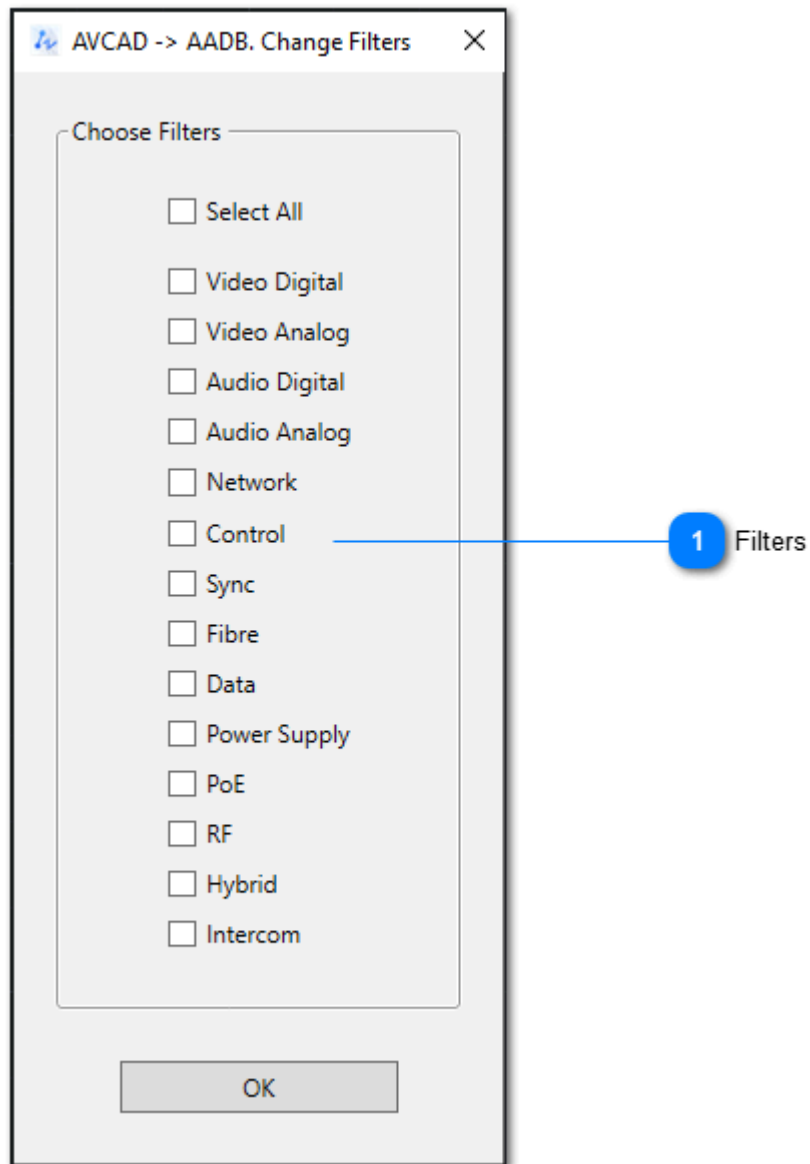 AVCAD -> AADB. Change Filters
Choose Filters
Select All
Video Digital
Video Analog
Audio Digital
Audio Analog
Network
Control
1 Filters
Sync
Fibre
Data
Power Supply
PoE
RF
Hybrid
Intercom
OK